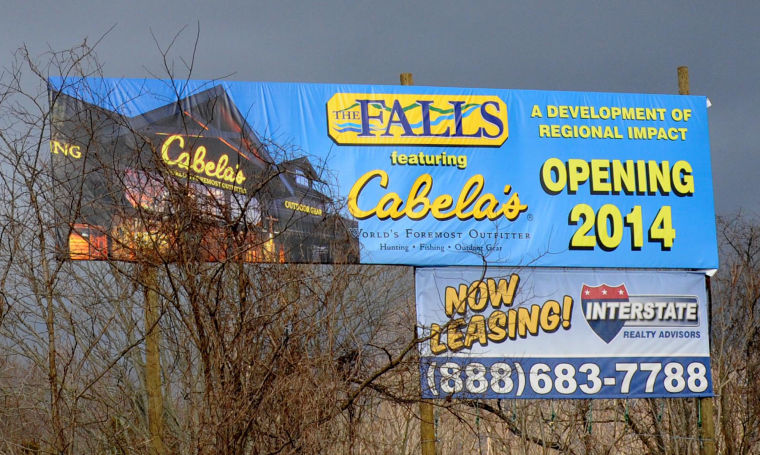 ONG
Cabela's
OUTDOOR GEAR
THE FALLS
featuring
Cabela's®
WORLD'S FOREMOST OUTFITTER
Hunting • Fishing • Outdoor Gear
A DEVELOPMENT OF
REGIONAL IMPACT
OPENING
2014
NOW
LEASING!
INTERSTATE
REALTY ADVISORS
(888)683-7788